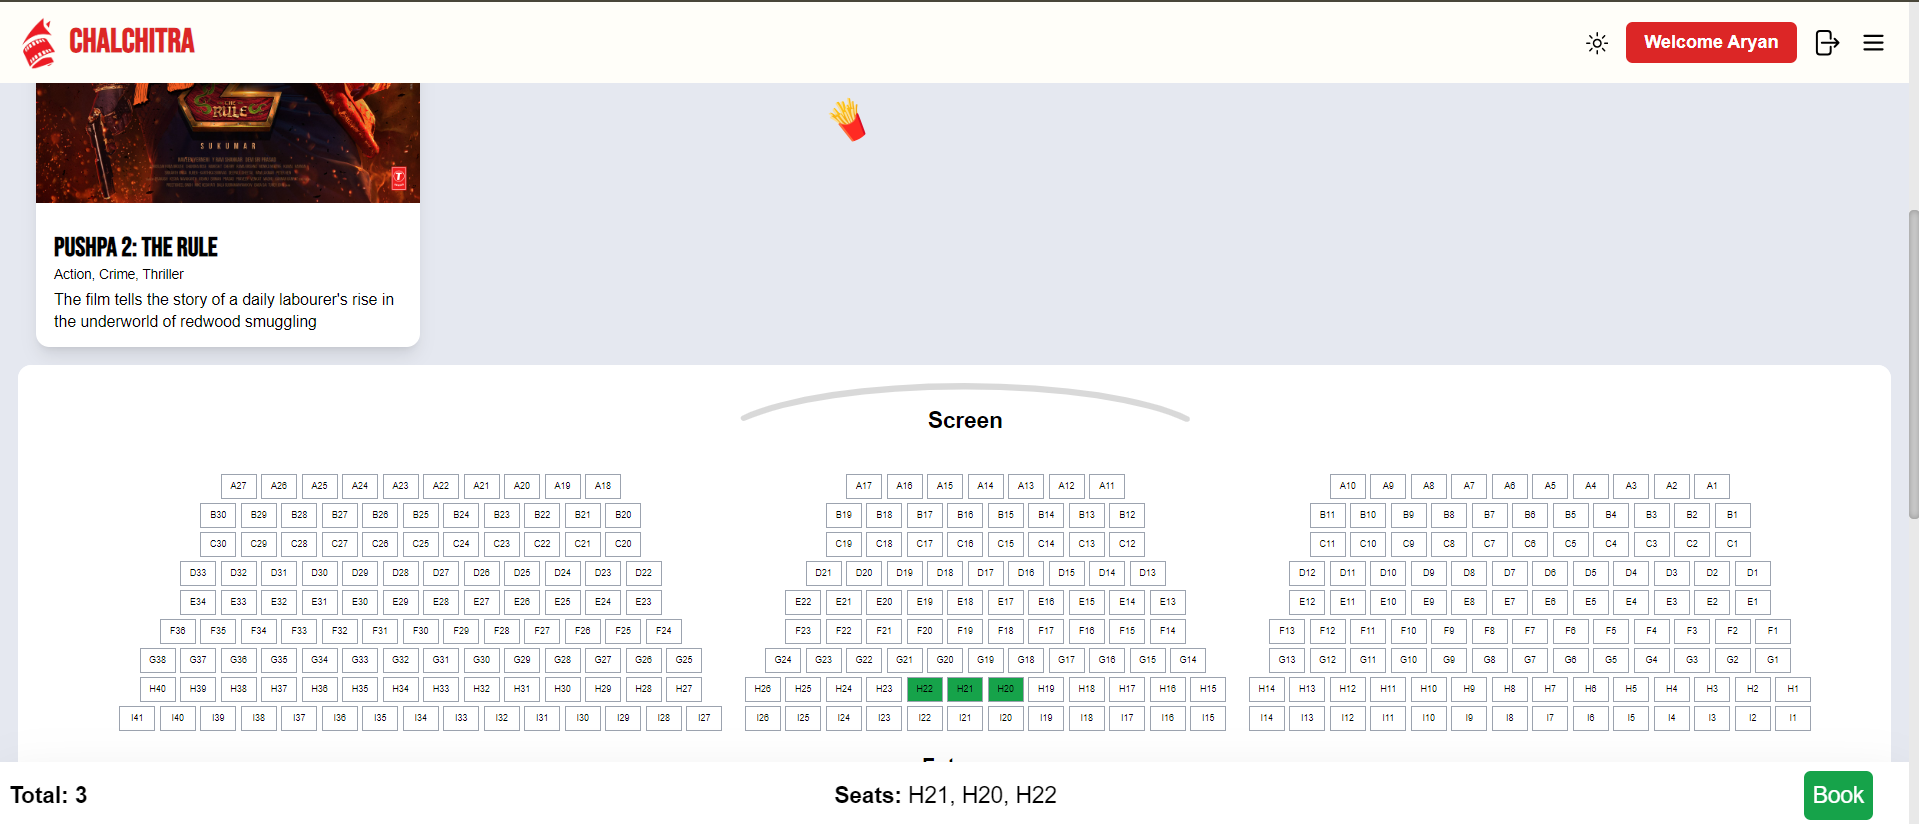 CHALCHITRA
Welcome Aryan
THE
RULE
SUKUMAR
PUSHPA 2: THE RULE
Action, Crime, Thriller
The film tells the story of a daily labourer's rise in
the underworld of redwood smuggling
Screen
A27 A26 A25 A24 A23 A22 A21 A20 A19 A18 A17 A16 A15 A14 A13 A12 A11 A10 A9 A8 A7 A6 A5 A4 A3 A2 A1
B30 B29 B28 B27 B26 B25 B24 B23 B22 B21 B20 B19 B18 B17 B16 B15 B14 B13 B12 B11 B10 B9 B8 B7 B6 B5 B4 B3 B2 B1
C30 C29 C28 C27 C26 C25 C24 C23 C22 C21 C20 C19 C18 C17 C16 C15 C14 C13 C12 C11 C10 C9 C8 C7 C6 C5 C4 C3 C2 C1
D33 D32 D31 D30 D29 D28 D27 D26 D25 D24 D23 D22 D21 D20 D19 D18 D17 D16 D15 D14 D13 D12 D11 D10 D9 D8 D7 D6 D5 D4 D3 D2 D1
E34 E33 E32 E31 E30 E29 E28 E27 E26 E25 E24 E23 E22 E21 E20 E19 E18 E17 E16 E15 E14 E13 E12 E11 E10 E9 E8 E7 E6 E5 E4 E3 E2 E1
F36 F35 F34 F33 F32 F31 F30 F29 F28 F27 F26 F25 F24 F23 F22 F21 F20 F19 F18 F17 F16 F15 F14 F13 F12 F11 F10 F9 F8 F7 F6 F5 F4 F3 F2 F1
G38 G37 G36 G35 G34 G33 G32 G31 G30 G29 G28 G27 G26 G25 G24 G23 G22 G21 G20 G19 G18 G17 G16 G15 G14 G13 G12 G11 G10 G9 G8 G7 G6 G5 G4 G3 G2 G1
H40 H39 H38 H37 H36 H35 H34 H33 H32 H31 H30 H29 H28 H27 H26 H25 H24 H23 H22 H21 H20 H19 H18 H17 H16 H15 H14 H13 H12 H11 H10 H9 H8 H7 H6 H5 H4 H3 H2 H1
I41 I40 I39 I38 I37 I36 I35 I34 I33 I32 I31 I30 I29 I28 I27 I26 I25 I24 I23 I22 I21 I20 I19 I18 I17 I16 I15 I14 I13 I12 I11 I10 I9 I8 I7 I6 I5 I4 I3 I2 I1
Total: 3
Seats: H21, H20, H22
Book